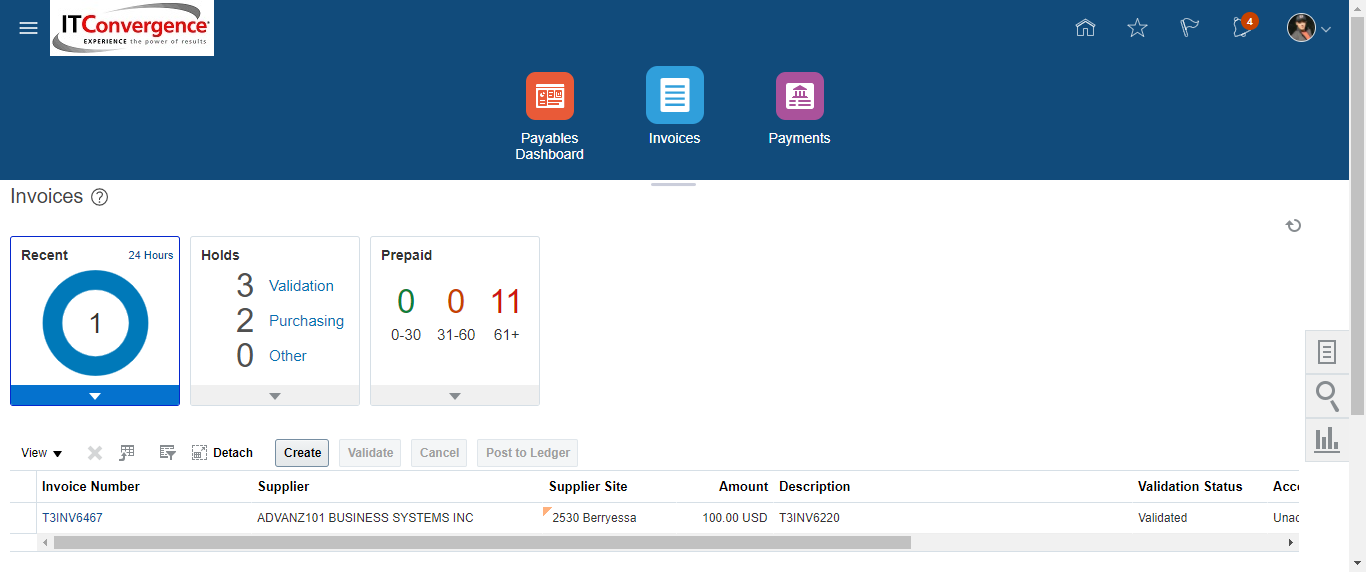 ITConvergence
EXPERIENCE the power of results
4
Payables
Dashboard
Invoices
Payments
Invoices ?
Recent 24 Hours
1
Holds
3 Validation
2 Purchasing
0 Other
Prepaid
0 0 11
0-30 31-60 61+
View Detach Create Validate Cancel Post to Ledger
Invoice Number Supplier Supplier Site Amount Description Validation Status Acco
T3INV6467 ADVANZ101 BUSINESS SYSTEMS INC 2530 Berryessa 100.00 USD T3INV6220 Validated Unac